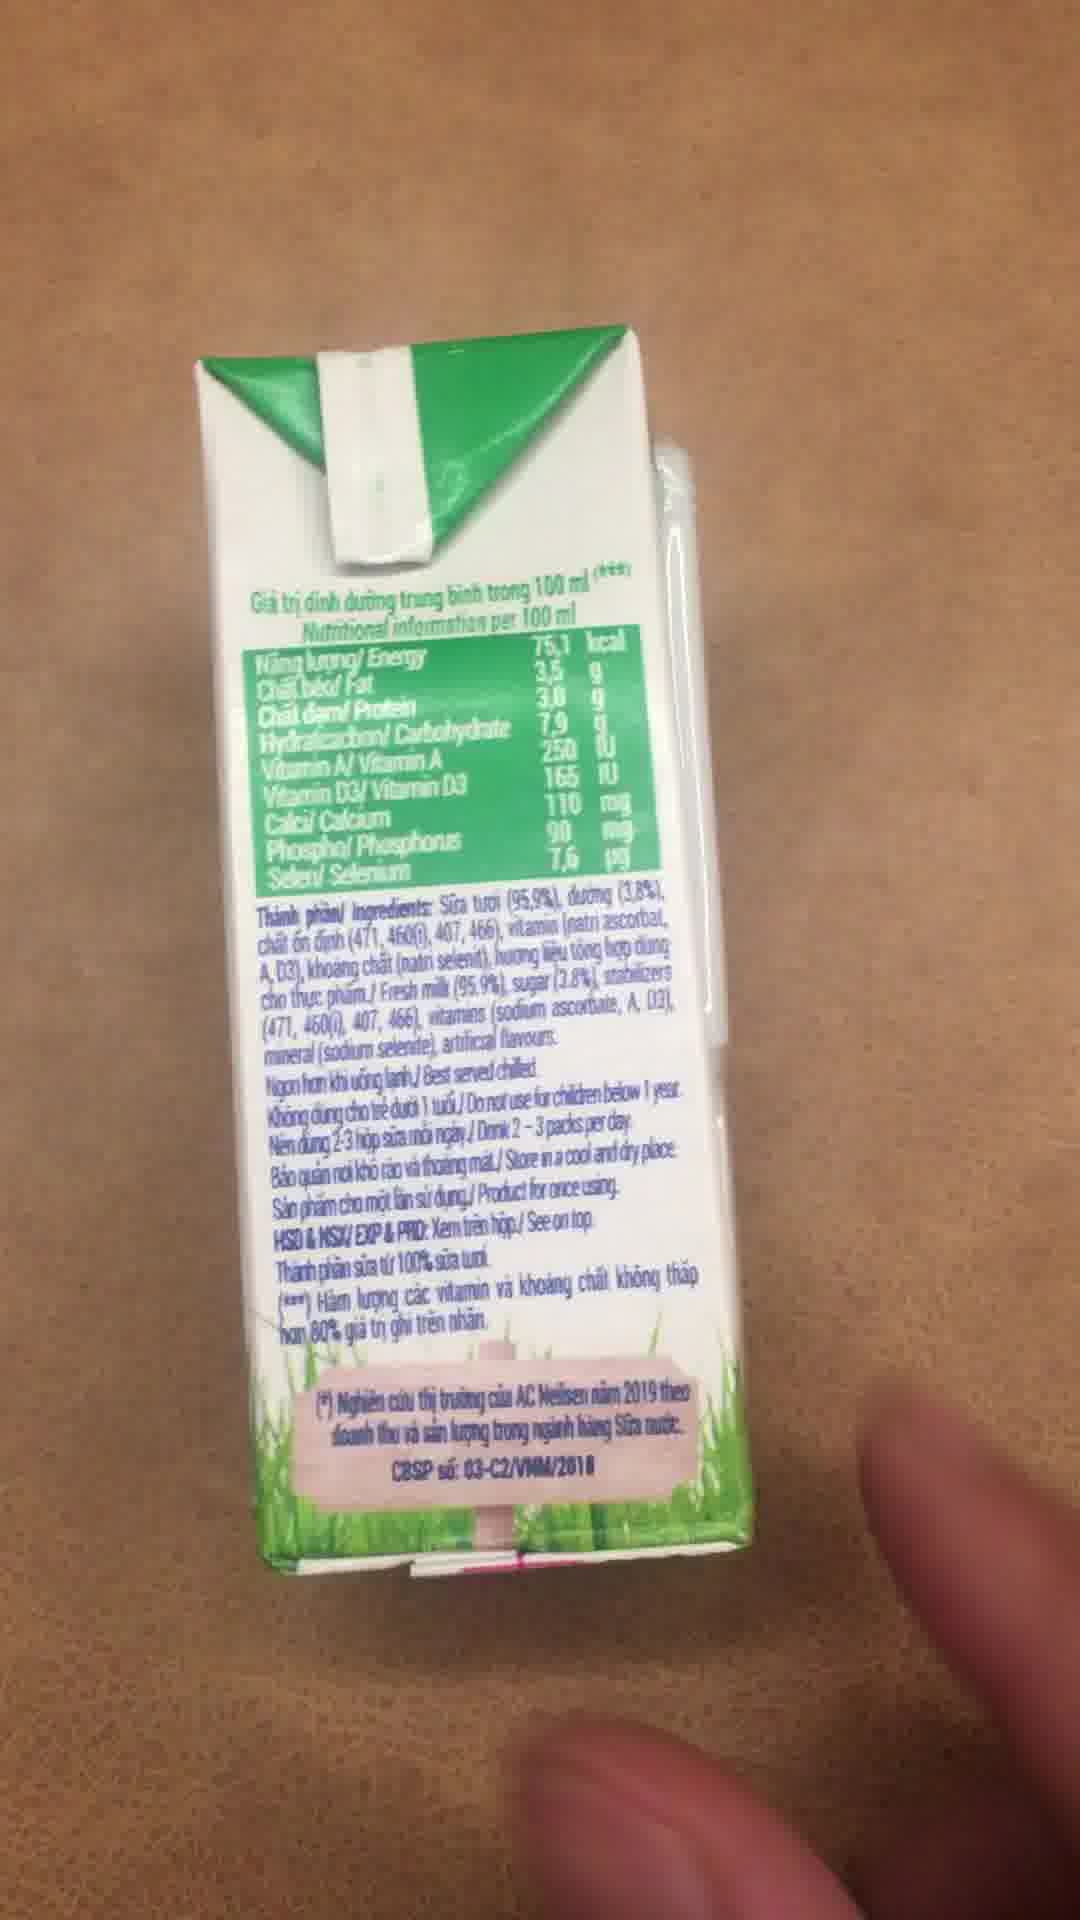 Giá trị dinh dưỡng trung bình trong 100 ml (***)
Nutritional information per 100 ml
Năng lượng/ Energy 75,1 kcal
Chất béo/ Fat 3,5 g
Chất đạm/ Protein 3,0 g
Hydratcacbon/ Carbohydrate 7,9 g
Vitamin A/ Vitamin A 250 IU
Vitamin D3/ Vitamin D3 165 IU
Calci/ Calcium 110 mg
Phospho/ Phosphorus 90 mg
Selen/ Selenium 7,6 µg
Thành phần/ Ingredients: Sữa tươi (95,9%), đường (3,8%),
chất ổn định (471, 460(i), 407, 466), vitamin (natri ascorbat,
A, D3), khoáng chất (natri selenit), hương liệu tổng hợp dùng
cho thực phẩm./ Fresh milk (95.9%), sugar (3.8%), stabilizers
(471, 460(i), 407, 466), vitamins (sodium ascorbate, A, D3),
mineral (sodium selenite), artificial flavours.
Ngon hơn khi uống lạnh./ Best served chilled.
Không dùng cho trẻ dưới 1 tuổi./ Do not use for children below 1 year.
Nên dùng 2-3 hộp sữa mỗi ngày./ Drink 2 - 3 packs per day.
Bảo quản nơi khô ráo và thoáng mát./ Store in a cool and dry place.
Sản phẩm cho một lần sử dụng./ Product for once using.
HSD & NSX/ EXP & PRD: Xem trên hộp./ See on top.
Thành phần sữa từ 100% sữa tươi.
(***) Hàm lượng các vitamin và khoáng chất không thấp
hơn 80% giá trị ghi trên nhãn.
(*) Nghiên cứu thị trường của AC Neilsen năm 2019 theo
doanh thu và sản lượng trong ngành hàng Sữa nước.
CBSP số: 03-C2/VNM/2018